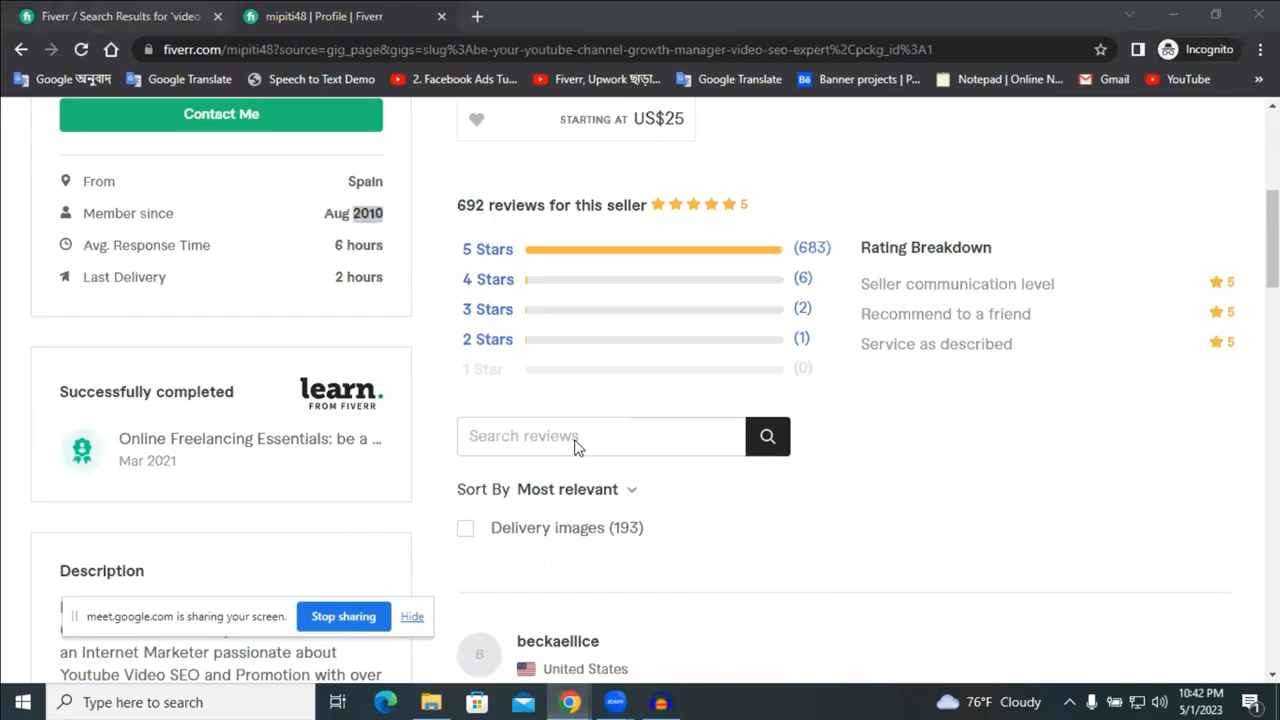 Fiverr / Search Results for 'video
mipiti48 | Profile | Fiverr
fiverr.com/mipiti48?source=gig_page&gigs=slug%3Abe-your-youtube-channel-growth-manager-video-seo-expert%2Cpckg_id%3A1
Incognito
Google অনুবাদ
Google Translate
Speech to Text Demo
2. Facebook Ads Tu...
Fiverr, Upwork ছাড়া...
Google Translate
Banner projects | P...
Notepad | Online N...
Gmail
YouTube
»
Contact Me
STARTING AT US$25
From Spain
Member since Aug 2010
Avg. Response Time 6 hours
Last Delivery 2 hours
692 reviews for this seller 5
5 Stars (683)
4 Stars (6)
3 Stars (2)
2 Stars (1)
1 Star (0)
Rating Breakdown
Seller communication level 5
Recommend to a friend 5
Service as described 5
Successfully completed
learn.
FROM FIVERR
Online Freelancing Essentials: be a ...
Mar 2021
Search reviews
Sort By Most relevant
Delivery images (193)
Description
meet.google.com is sharing your screen.
Stop sharing
Hide
an Internet Marketer passionate about
Youtube Video SEO and Promotion with over
B
beckaellice
United States
Type here to search
zoom
76°F Cloudy
10:42 PM
5/1/2023
1